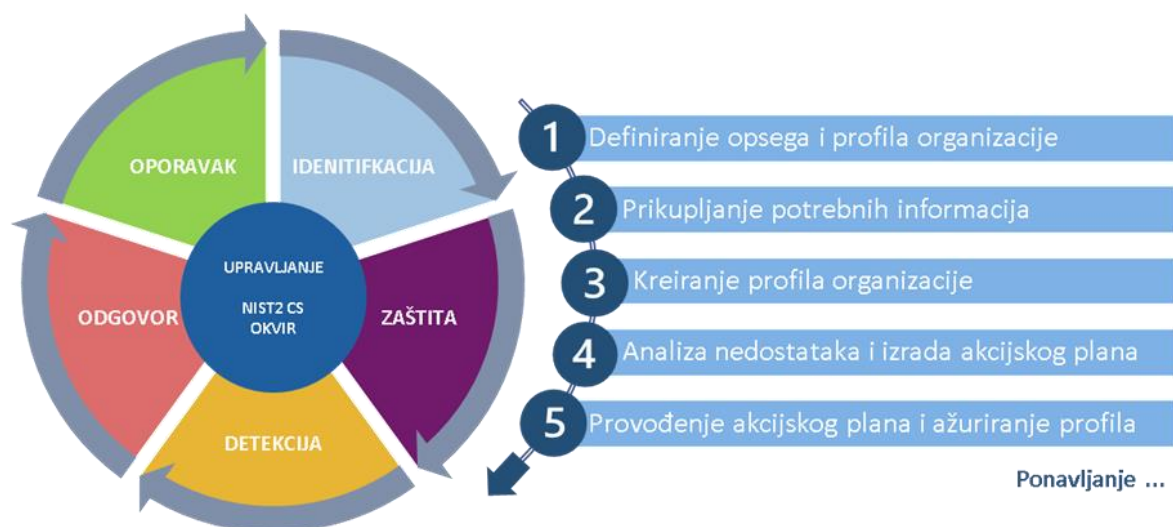 OPORAVAK
IDENITIFKACIJA
UPRAVLJANJE
NIST2 CS
OKVIR
ODGOVOR
ZAŠTITA
DETEKCIJA
1 Definiranje opsega i profila organizacije
2 Prikupljanje potrebnih informacija
3 Kreiranje profila organizacije
4 Analiza nedostataka i izrada akcijskog plana
5 Provođenje akcijskog plana i ažuriranje profila
Ponavljanje ...